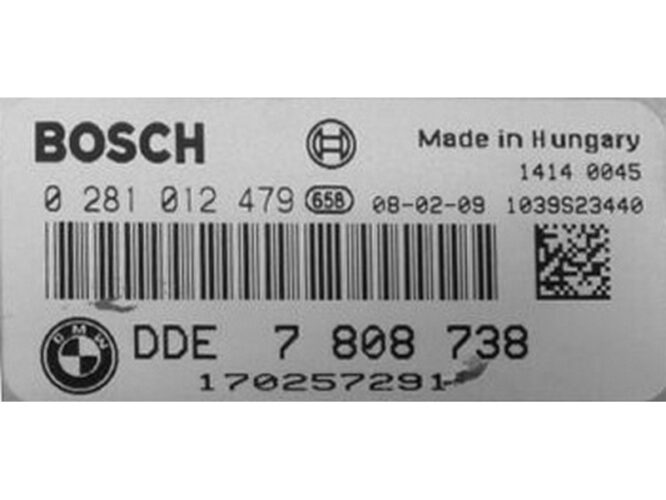 BOSCH
Made in Hungary
1414 0045
0 281 012 479 658 08-02-09 1039S23440
BMW
DDE 7 808 738
170257291